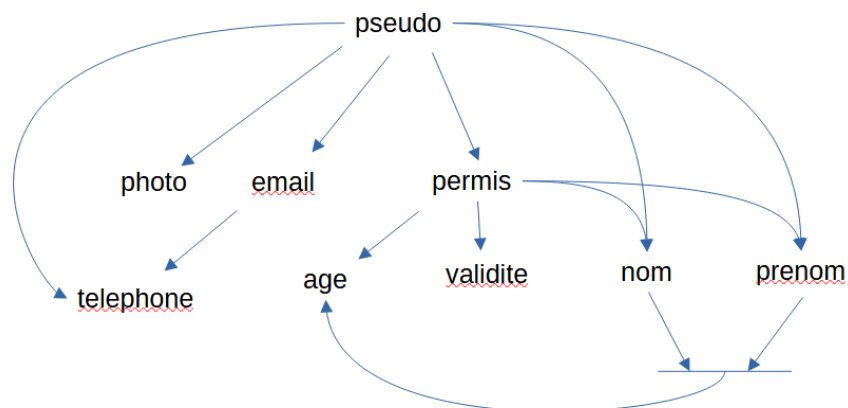 pseudo
photo
email
permis
telephone
age
validite
nom
prenom